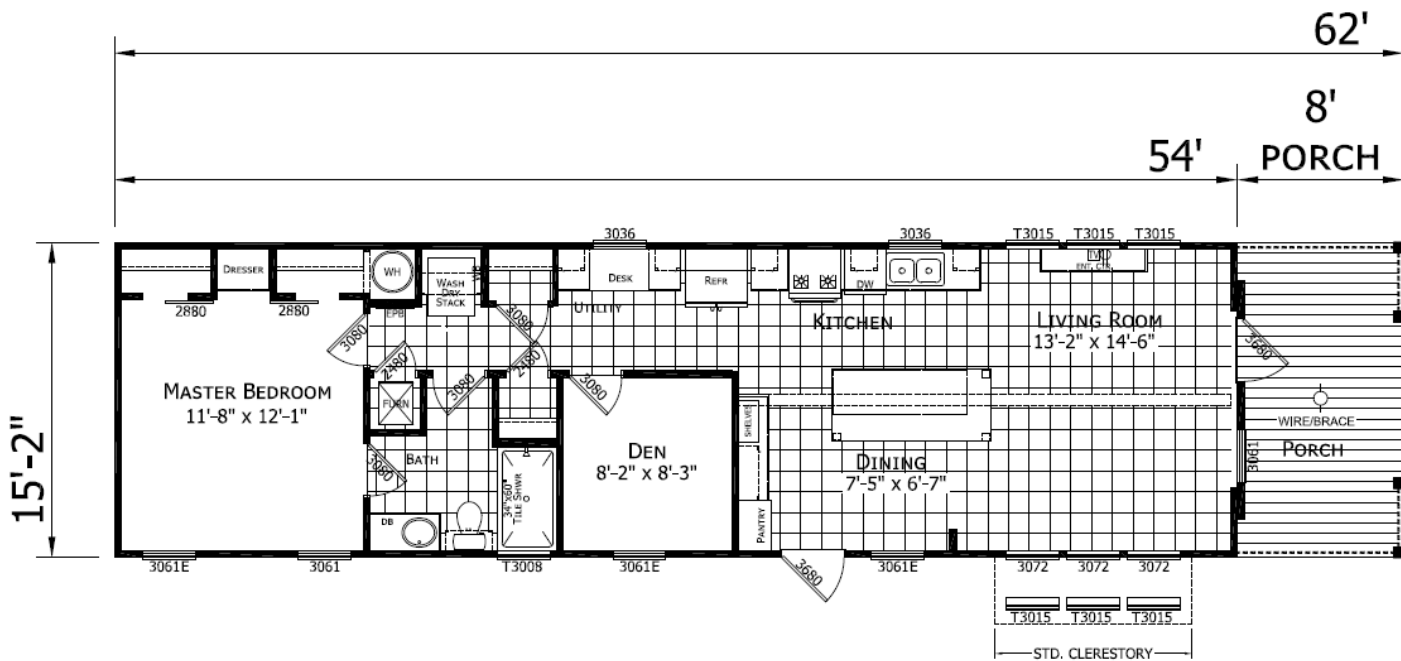 62'
8'
54'
PORCH
15'-2"
3036
3036
T3015
T3015
T3015
DRESSER
WH
WASH
DRY
STACK
DESK
REFR
DW
TV
ENT. CTR.
2880
2880
EPB
3080
3080
UTILITY
KITCHEN
LIVING ROOM
13'-2" x 14'-6"
3680
2480
2480
3080
3080
MASTER BEDROOM
11'-8" x 12'-1"
FURN
SHELVES
WIRE/BRACE
PORCH
3061
BATH
3080
DEN
8'-2" x 8'-3"
DINING
7'-5" x 6'-7"
34"x60"
TILE SHWR
DB
PANTRY
3061E
3061
T3008
3061E
3680
3061E
3072
3072
3072
T3015
T3015
T3015
STD. CLERESTORY